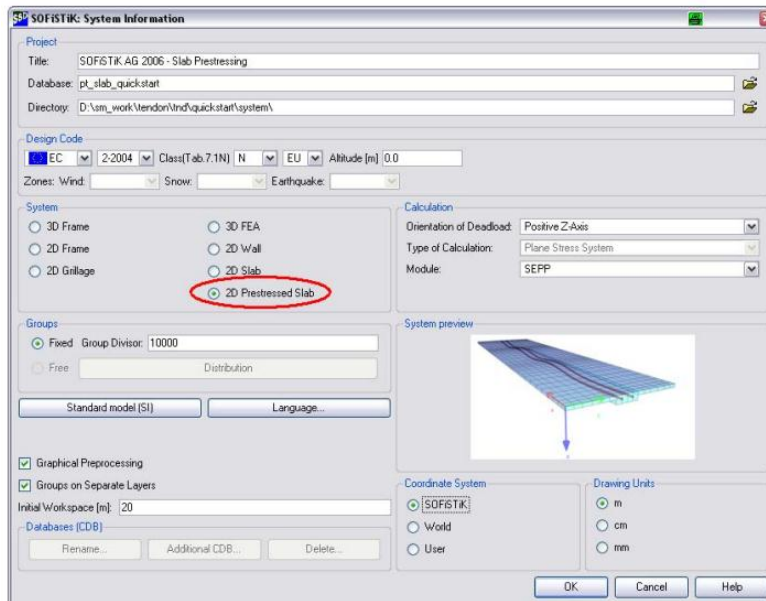 SOFiSTiK: System Information
Project
Title: SOFiSTiK AG 2006 - Slab Prestressing
Database: pt_slab_quickstart
Directory: D:\sm_work\tendon\tnd\quickstart\system\
Design Code
EC 2-2004 Class(Tab.7.1N) N EU Altitude [m] 0.0
Zones: Wind: Snow: Earthquake:
System
3D Frame 3D FEA
2D Frame 2D Wall
2D Grillage 2D Slab
2D Prestressed Slab
Calculation
Orientation of Deadload: Positive Z-Axis
Type of Calculation: Plane Stress System
Module: SEPP
Groups
Fixed Group Divisor: 10000
Free Distribution
Standard model (SI) Language...
System preview
Graphical Preprocessing
Groups on Separate Layers
Initial Workspace [m]: 20
Databases (CDB)
Rename... Additional CDB... Delete...
Coordinate System
SOFiSTiK
World
User
Drawing Units
m
cm
mm
OK Cancel Help